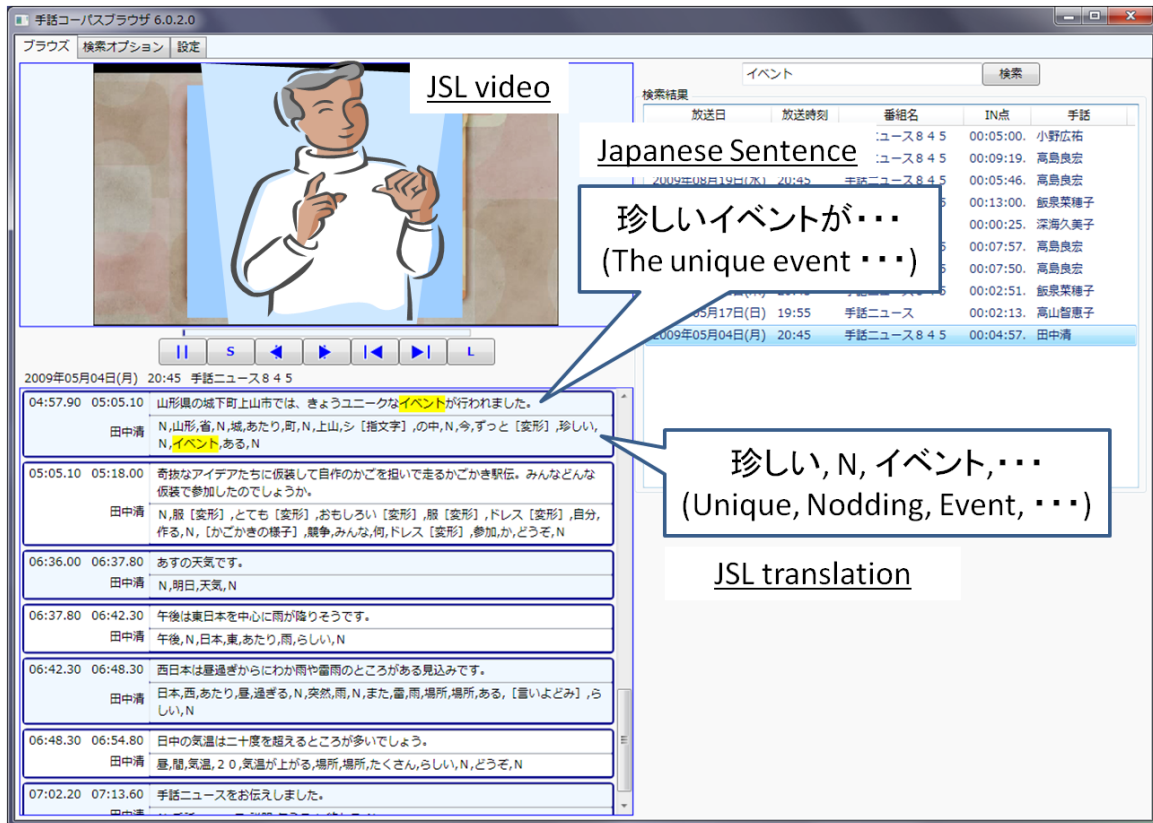 手話コーパスブラウザ 6.0.2.0
ブラウズ 検索オプション 設定
JSL video
イベント 検索
検索結果
放送日 放送時刻 番組名 IN点 手話
ニュース８４５ 00:05:00. 小野広祐
ニュース８４５ 00:09:19. 高島良宏
2009年08月19日(水) 20:45 手話ニュース８４５ 00:05:46. 高島良宏
00:13:00. 飯泉菜穂子
00:00:25. 深海久美子
00:07:57. 高島良宏
00:07:50. 高島良宏
00:02:51. 飯泉菜穂子
05月17日(日) 19:55 手話ニュース 00:02:13. 高山智恵子
2009年05月04日(月) 20:45 手話ニュース８４５ 00:04:57. 田中清
Japanese Sentence
珍しいイベントが・・・
(The unique event ・・・)
S L
2009年05月04日(月) 20:45 手話ニュース８４５
04:57.90 05:05.10 山形県の城下町上山市では、きょうユニークなイベントが行われました。
田中清 N,山形,省,N,城,あたり,町,N,上山,シ［指文字］,の中,N,今,ずっと［変形］,珍しい,
N,イベント,ある,N
05:05.10 05:18.00 奇抜なアイデアたちに仮装して自作のかごを担いで走るかごかき駅伝。みんなどんな
仮装で参加したのでしょうか。
田中清 N,服［変形］,とても［変形］,おもしろい［変形］,服［変形］,ドレス［変形］,自分,
作る,N,［かごかきの様子］,競争,みんな,何,ドレス［変形］,参加,か,どうぞ,N
06:36.00 06:37.80 あすの天気です。
田中清 N,明日,天気,N
06:37.80 06:42.30 午後は東日本を中心に雨が降りそうです。
田中清 午後,N,日本,東,あたり,雨,らしい,N
06:42.30 06:48.30 西日本は昼過ぎからにわか雨や雷雨のところがある見込みです。
田中清 日本,西,あたり,昼,過ぎる,N,突然,雨,N,また,雷,雨,場所,場所,ある,［言いよどみ］,ら
しい,N
06:48.30 06:54.80 日中の気温は二十度を超えるところが多いでしょう。
田中清 昼,間,気温,２０,気温が上がる,場所,場所,たくさん,らしい,N,どうぞ,N
07:02.20 07:13.60 手話ニュースをお伝えしました。
珍しい, N, イベント,・・・
(Unique, Nodding, Event, ・・・)
JSL translation